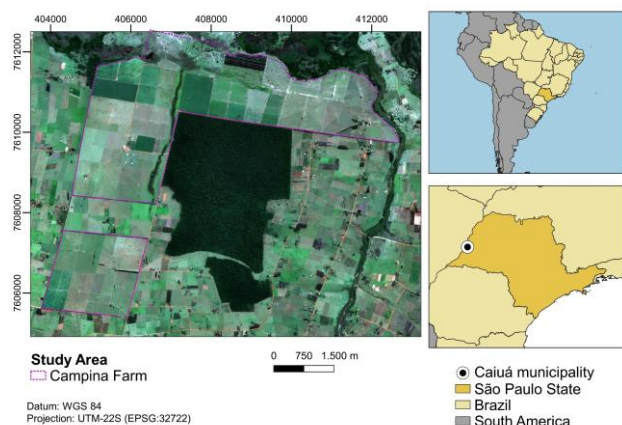 404000 406000 408000 410000 412000
7612000
7610000
7608000
7606000
Study Area
Campina Farm
0 750 1.500 m
Datum: WGS 84
Projection: UTM-22S (EPSG:32722)
Caiuá municipality
São Paulo State
Brazil
South America